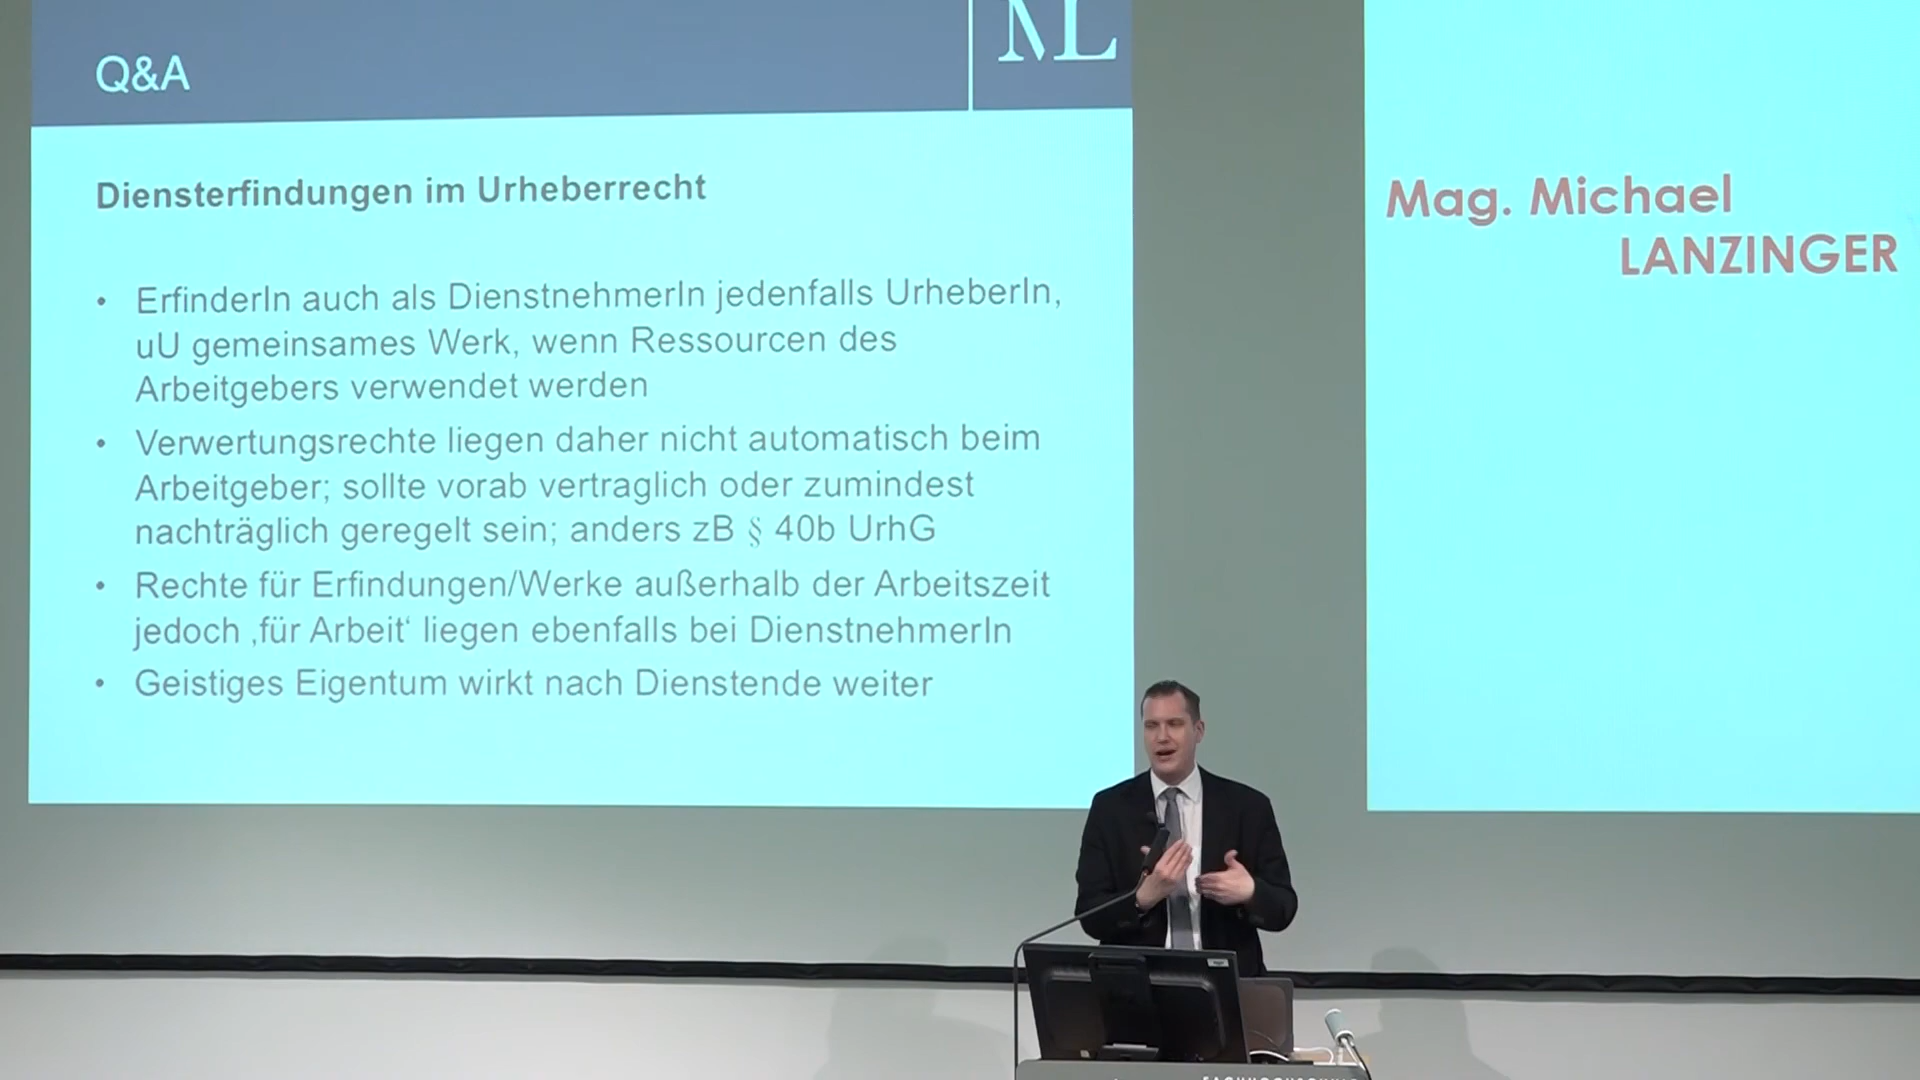 Q&A
ML
Diensterfindungen im Urheberrecht
• ErfinderIn auch als DienstnehmerIn jedenfalls UrheberIn,
uU gemeinsames Werk, wenn Ressourcen des
Arbeitgebers verwendet werden
• Verwertungsrechte liegen daher nicht automatisch beim
Arbeitgeber; sollte vorab vertraglich oder zumindest
nachträglich geregelt sein; anders zB § 40b UrhG
• Rechte für Erfindungen/Werke außerhalb der Arbeitszeit
jedoch ‚für Arbeit‘ liegen ebenfalls bei DienstnehmerIn
• Geistiges Eigentum wirkt nach Dienstende weiter
Mag. Michael
LANZINGER